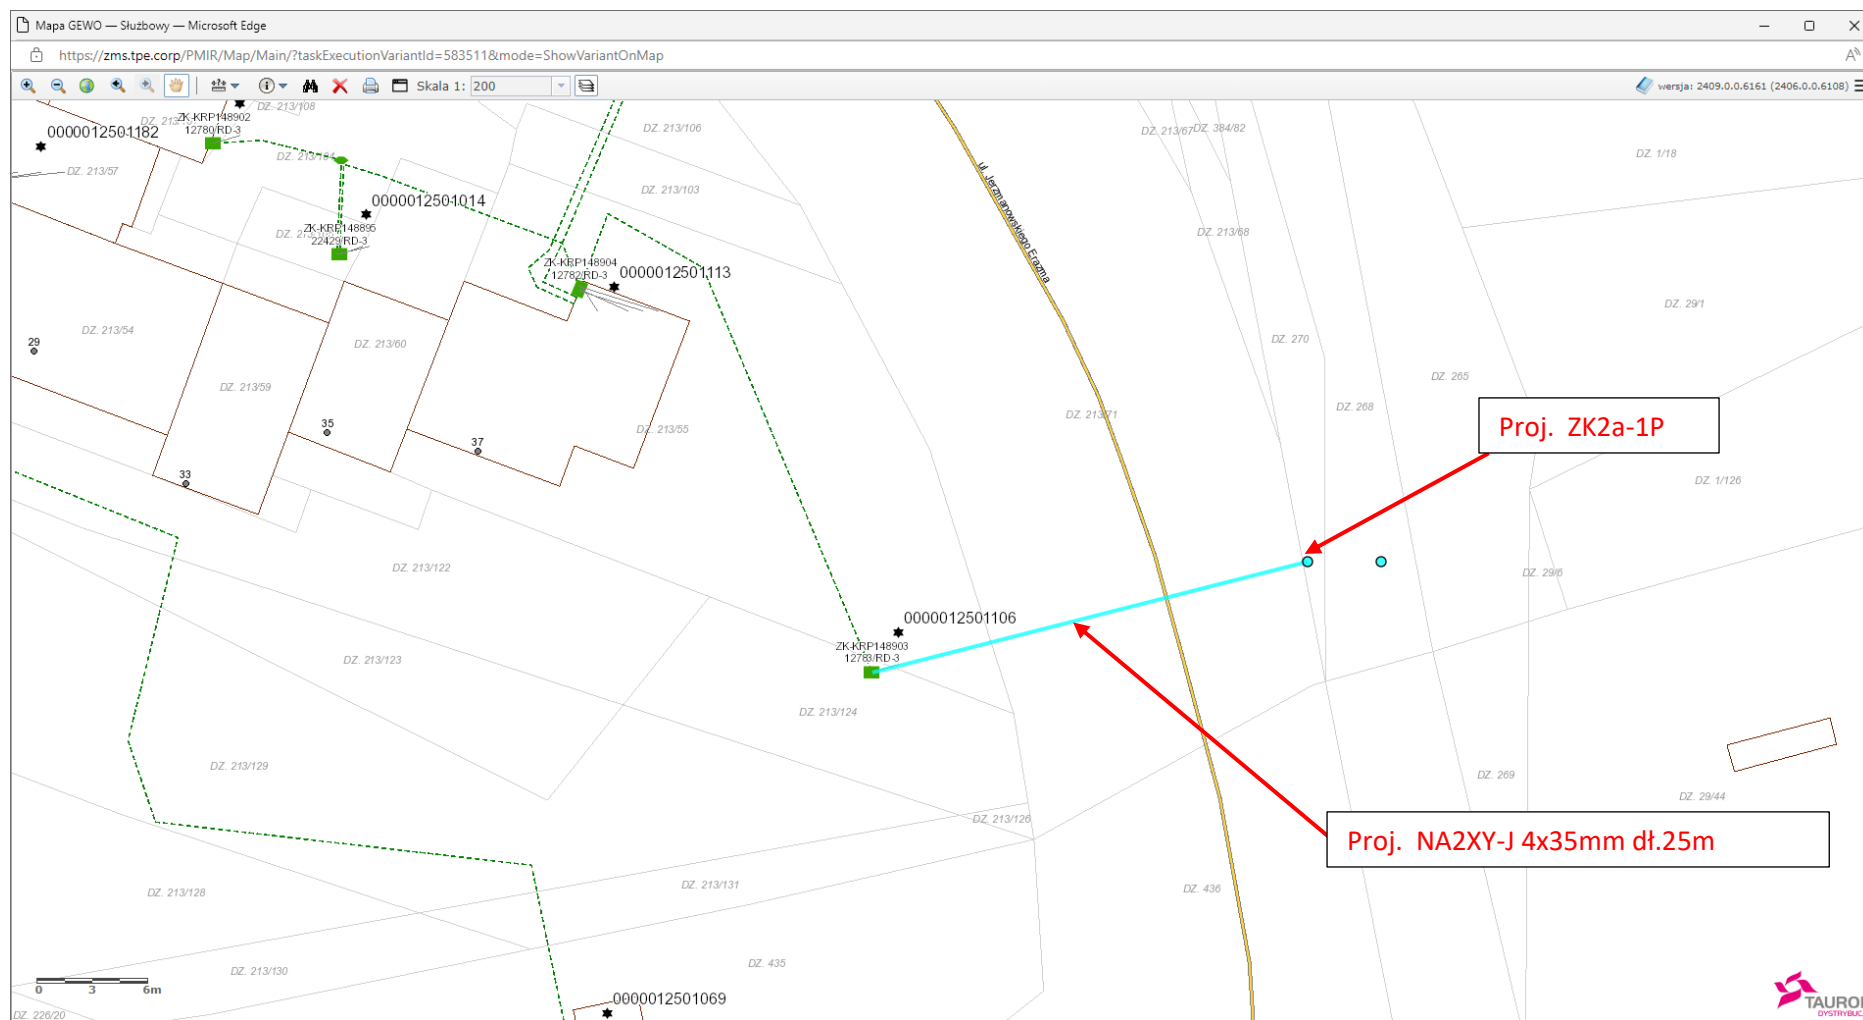 Mapa GEWO — Służbowy — Microsoft Edge
https://zms.tpe.corp/PMIR/Map/Main/?taskExecutionVariantId=583511&mode=ShowVariantOnMap
Skala 1: 200
wersja: 2409.0.0.6161 (2406.0.0.6108)
DZ. 213/108
ZK-KRP148902
12780/RD-3
0000012501182
DZ. 213/57
DZ. 213/104
DZ. 213/106
DZ. 213/67
DZ. 384/82
DZ. 1/18
DZ. 213/103
0000012501014
ZK-KRP148895
22429/RD-3
ul. Jerzmanowskiego Erazma
DZ. 213/68
ZK-KRP148904
12782/RD-3
0000012501113
DZ. 29/1
DZ. 213/54
29
DZ. 213/60
DZ. 270
DZ. 213/59
DZ. 265
DZ. 268
DZ. 213/71
35
37
DZ. 213/55
Proj. ZK2a-1P
33
DZ. 1/126
DZ. 213/122
DZ. 29/6
0000012501106
ZK-KRP148903
12783/RD-3
DZ. 213/123
DZ. 213/124
DZ. 213/129
DZ. 269
DZ. 29/44
DZ. 213/126
Proj. NA2XY-J 4x35mm dł.25m
DZ. 213/131
DZ. 213/128
DZ. 436
DZ. 435
DZ. 213/130
0 3 6m
0000012501069
DZ. 226/20
TAURON
DYSTRYBUC